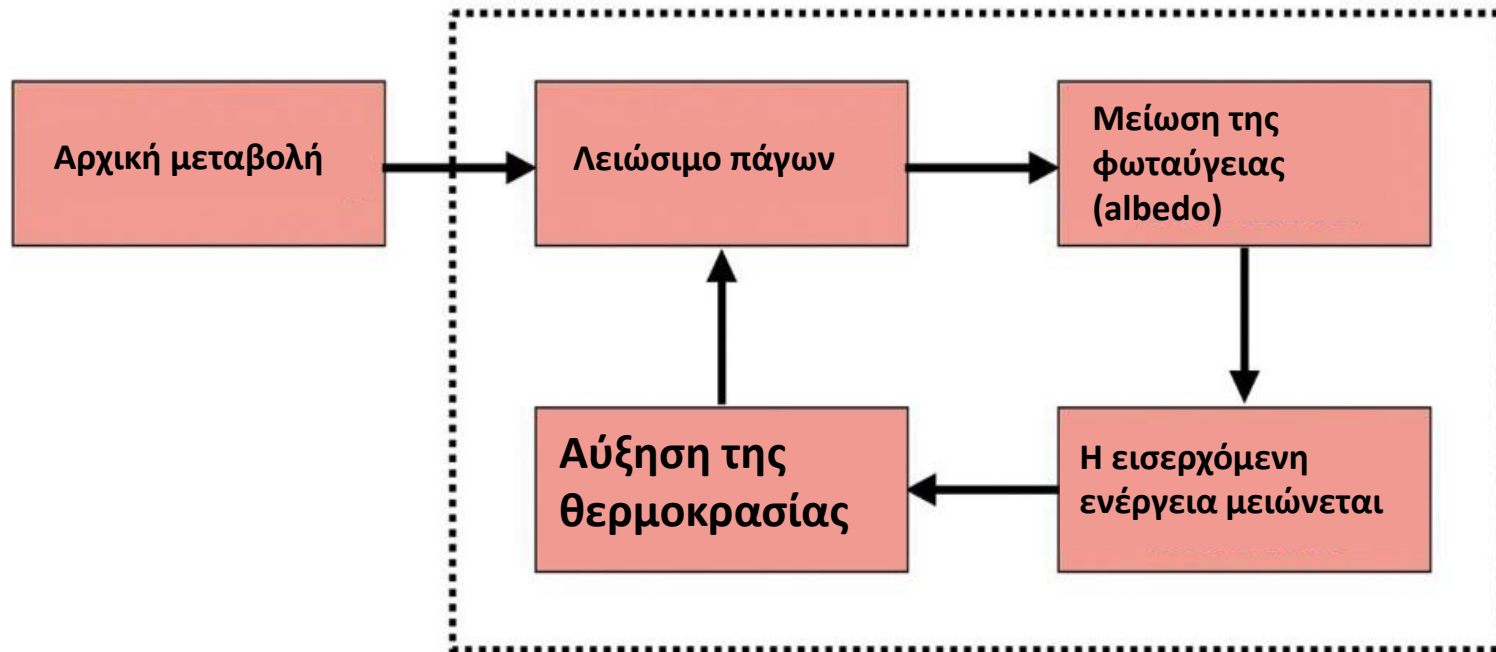 Αρχική μεταβολή
Λειώσιμο πάγων
Μείωση της
φωταύγειας
(albedo)
Αύξηση της
θερμοκρασίας
Η εισερχόμενη
ενέργεια μειώνεται